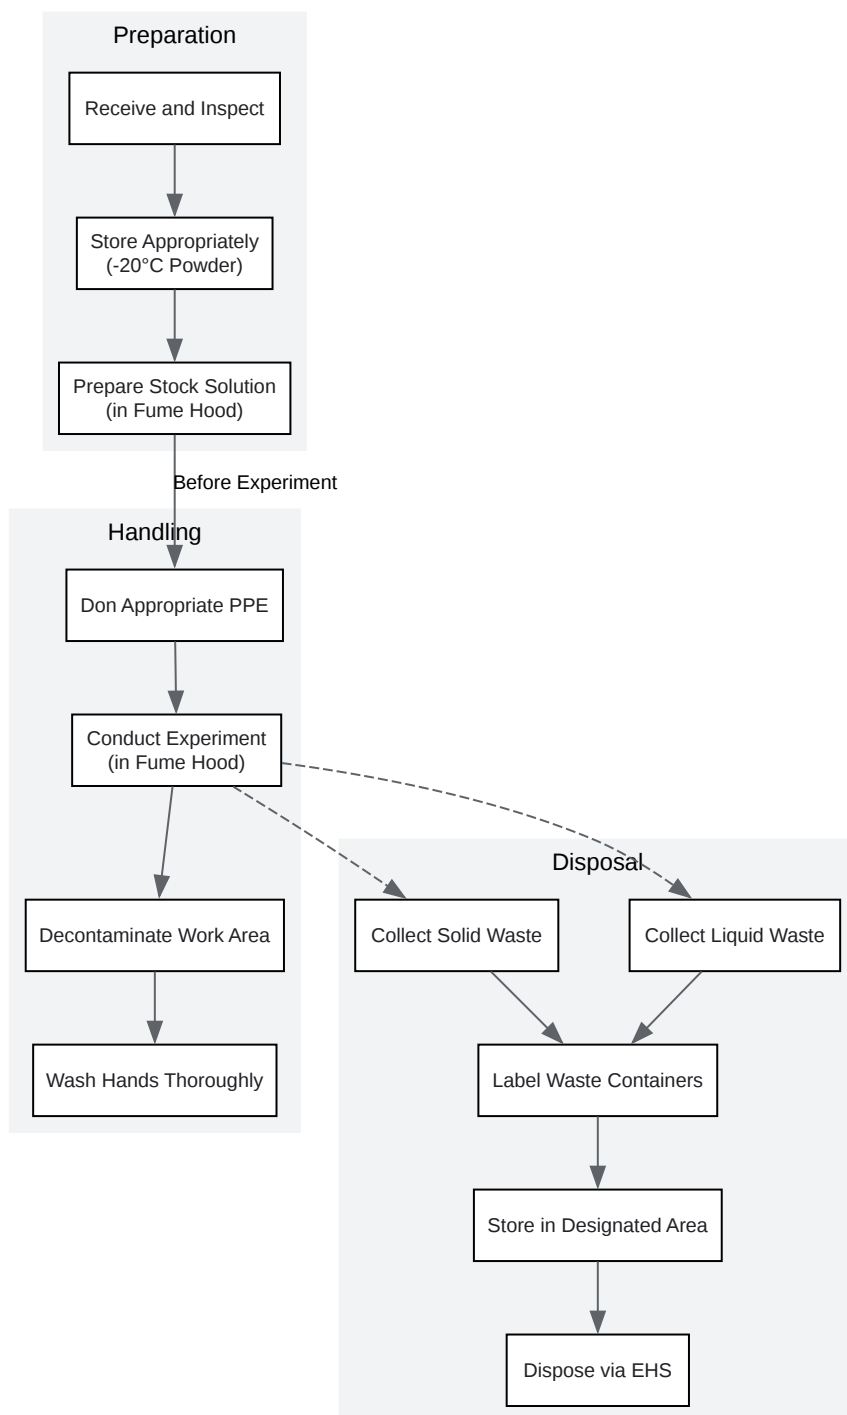 Preparation
Receive and Inspect
Store Appropriately
(-20°C Powder)
Prepare Stock Solution
(in Fume Hood)
Before Experiment
Handling
Don Appropriate PPE
Conduct Experiment
(in Fume Hood)
Decontaminate Work Area
Wash Hands Thoroughly
Disposal
Collect Solid Waste
Collect Liquid Waste
Label Waste Containers
Store in Designated Area
Dispose via EHS